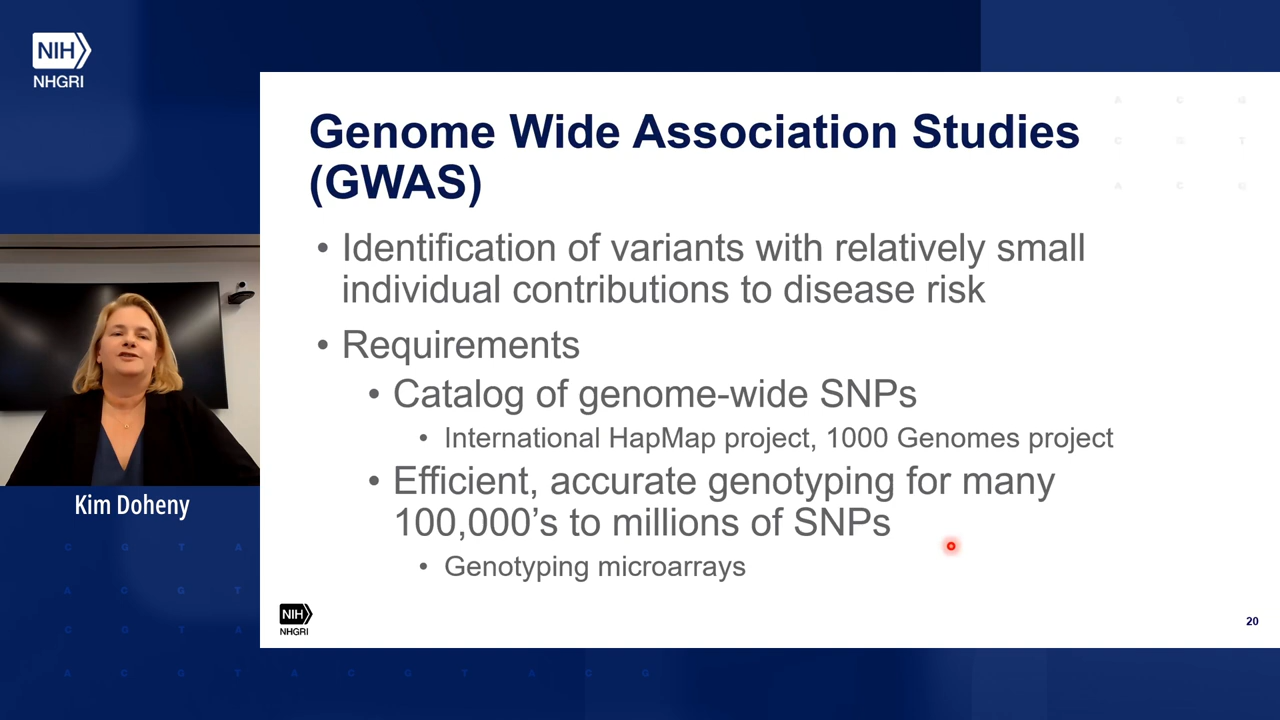 NIH
NHGRI
Genome Wide Association Studies
(GWAS)
• Identification of variants with relatively small
individual contributions to disease risk
• Requirements
• Catalog of genome-wide SNPs
• International HapMap project, 1000 Genomes project
• Efficient, accurate genotyping for many
100,000’s to millions of SNPs
• Genotyping microarrays
NIH
NHGRI
20
Kim Doheny
A C G
C T
A C G
C G T A
A C G T
C G T A
A C G T A C G T A C G